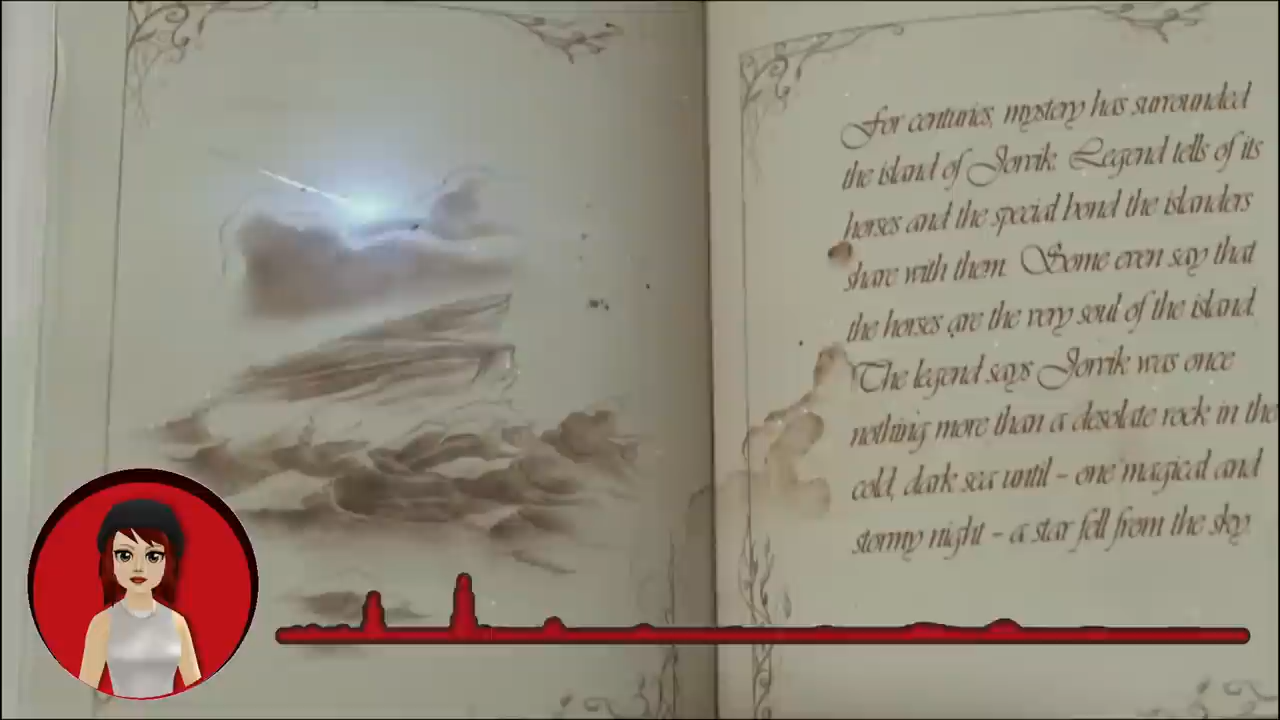 For centuries, mystery has surrounded
the island of Jorvik. Legend tells of its
horses and the special bond the islanders
share with them. Some even say that
the horses are the very soul of the island.
The legend says Jorvik was once
nothing more than a desolate rock in the
cold, dark sea until - one magical and
stormy night - a star fell from the sky.